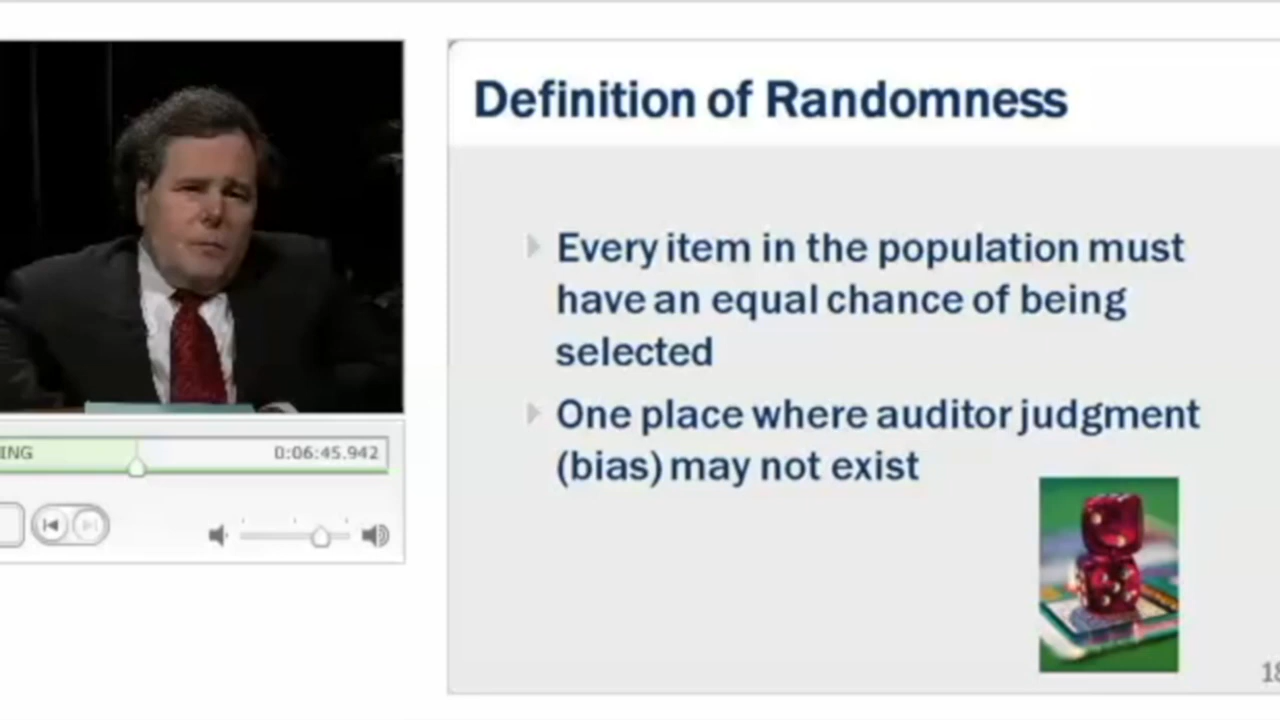 Definition of Randomness
Every item in the population must
have an equal chance of being
selected
One place where auditor judgment
(bias) may not exist
ING
0:06:45.942
18